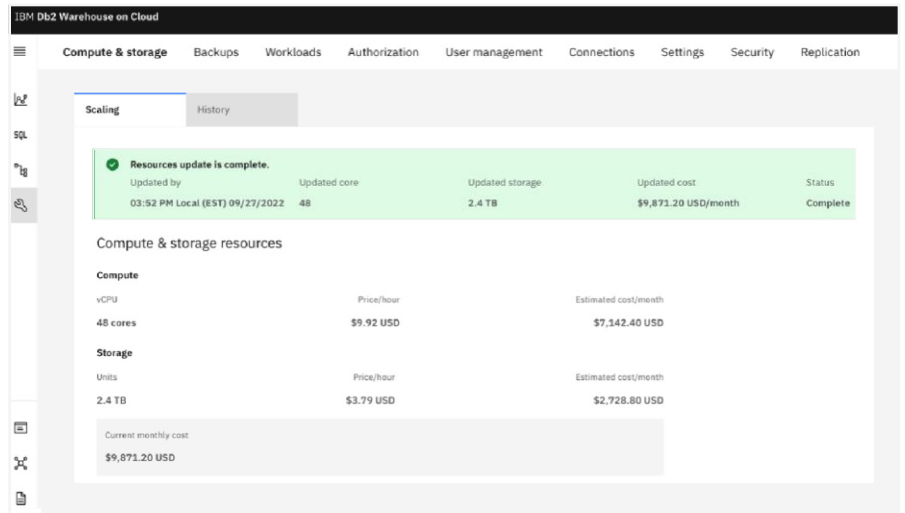 IBM Db2 Warehouse on Cloud
Compute & storage Backups Workloads Authorization User management Connections Settings Security Replication
Scaling History
SQL
Resources update is complete.
Updated by Updated core Updated storage Updated cost Status
03:52 PM Local (EST) 09/27/2022 48 2.4 TB $9,871.20 USD/month Complete
Compute & storage resources
Compute
vCPU Price/hour Estimated cost/month
48 cores $9.92 USD $7,142.40 USD
Storage
Units Price/hour Estimated cost/month
2.4 TB $3.79 USD $2,728.80 USD
Current monthly cost
$9,871.20 USD